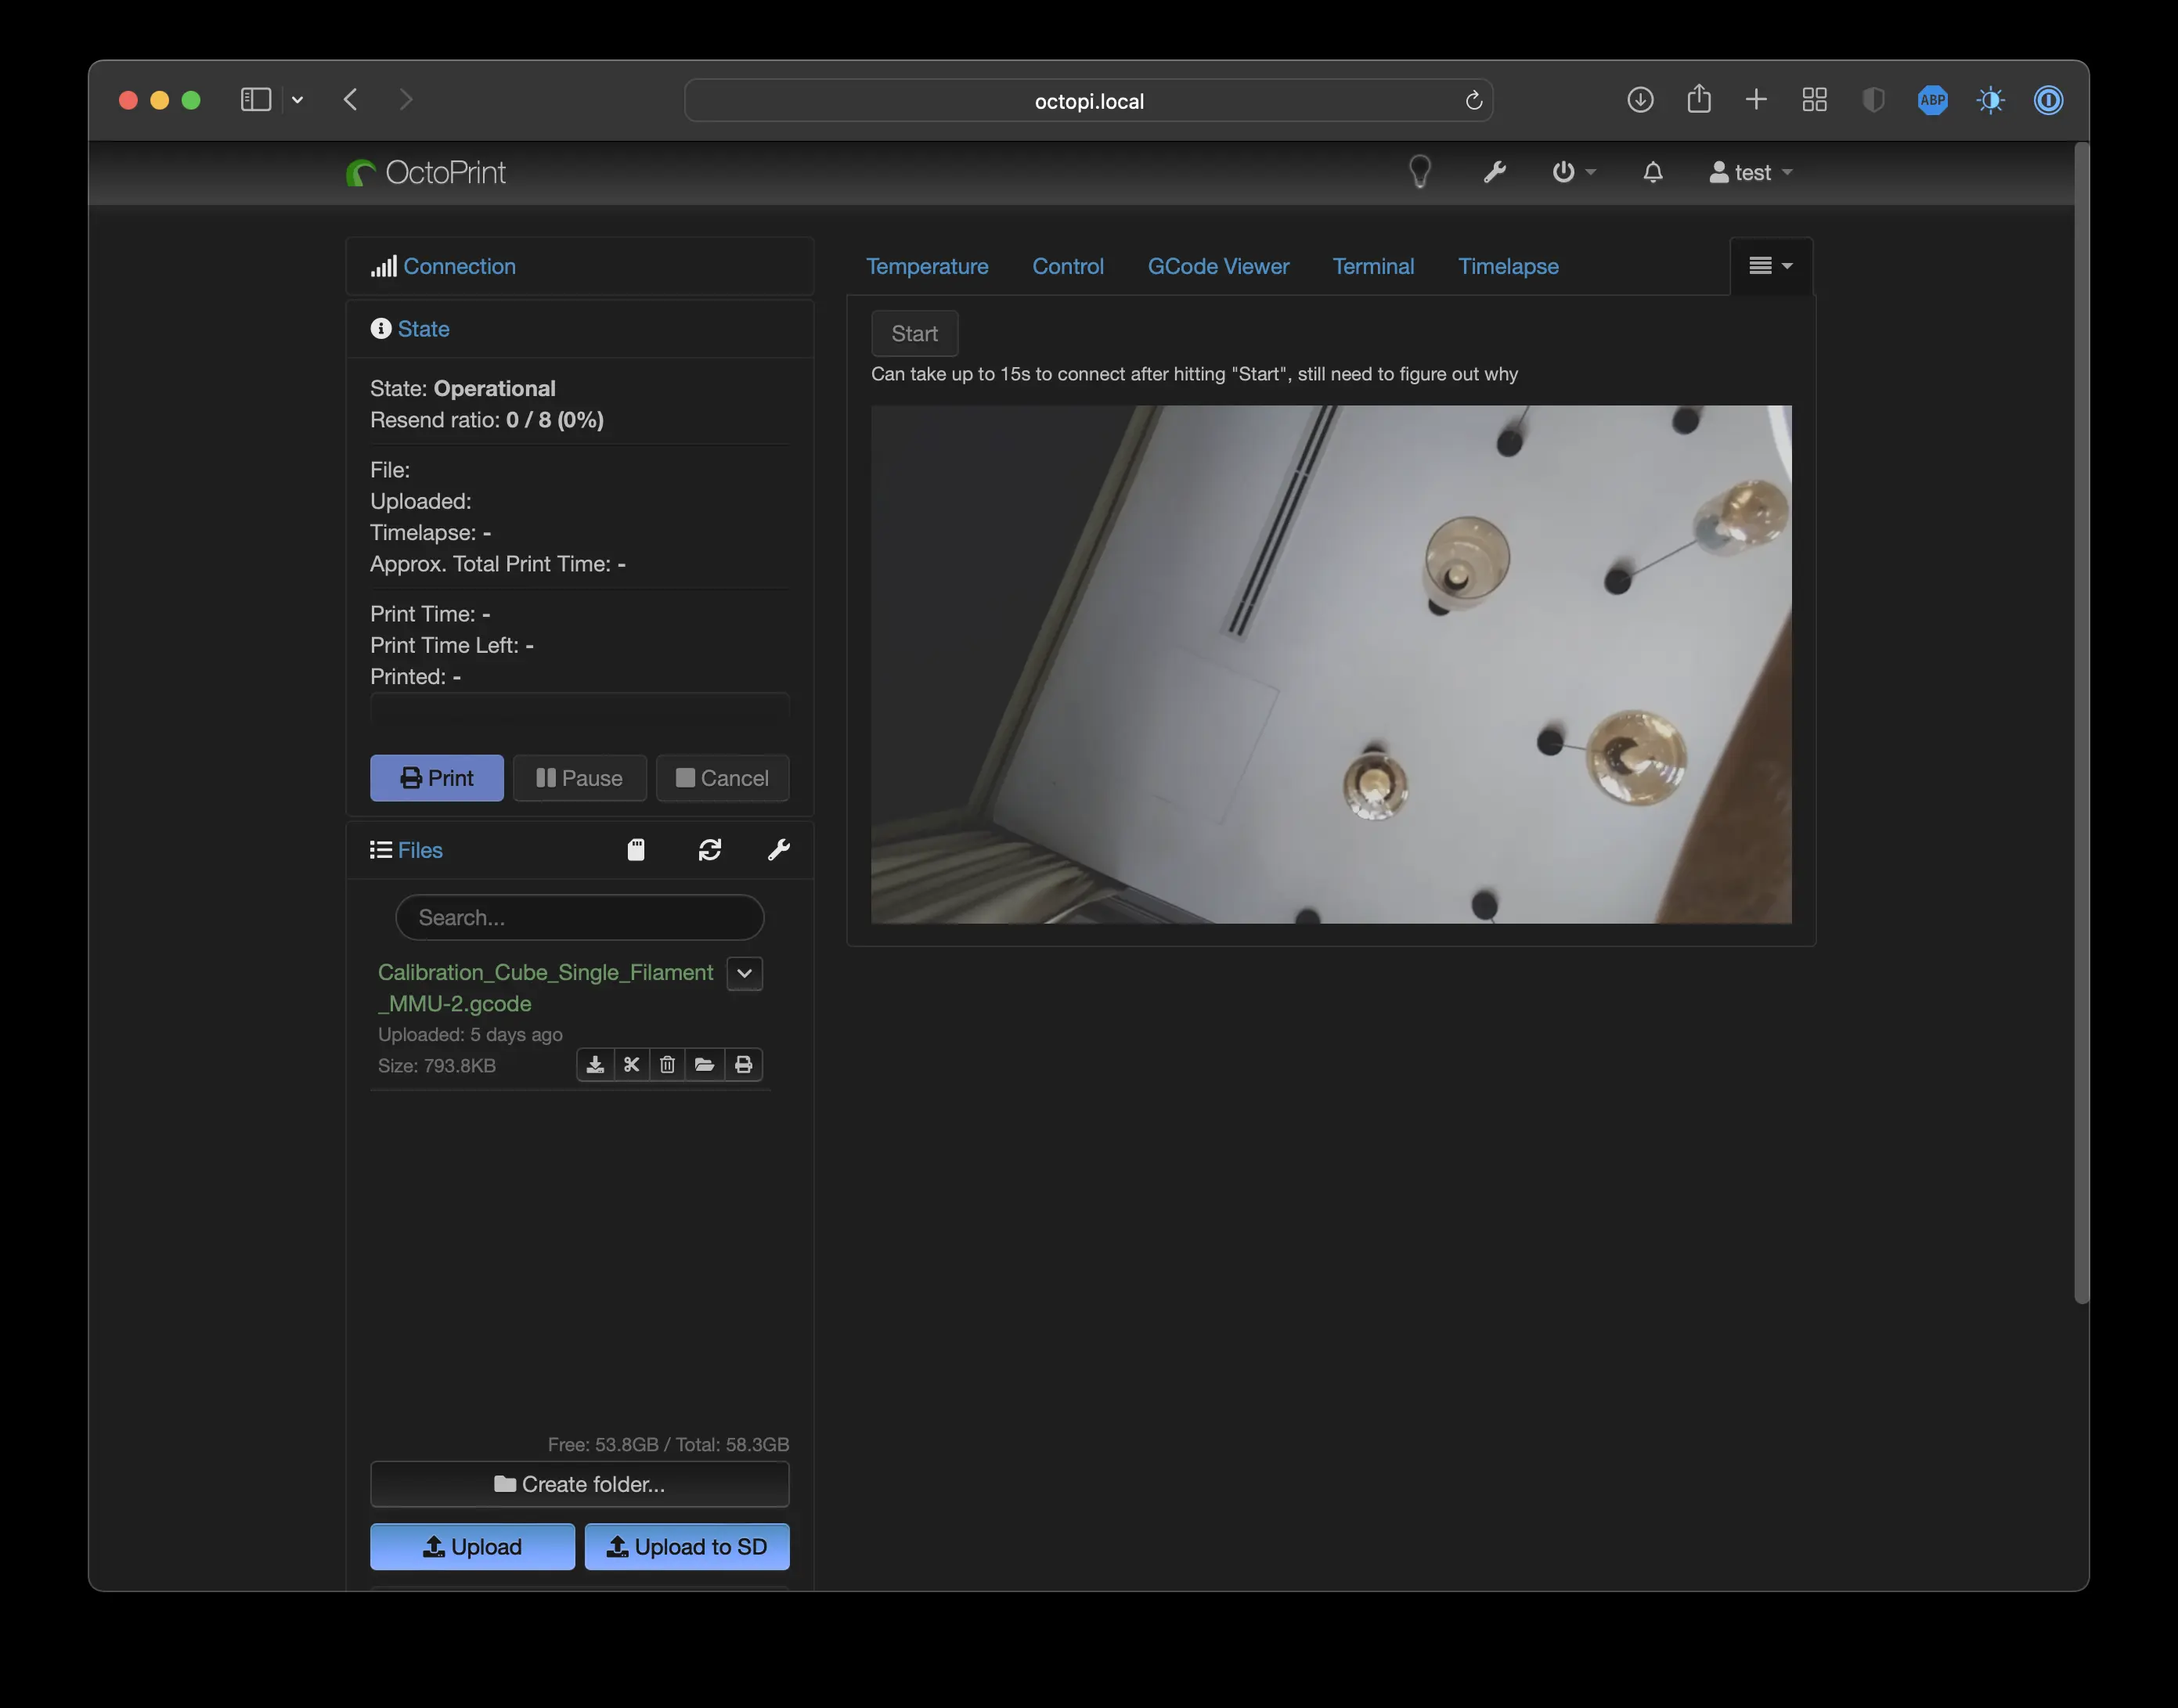 octopi.local
ABP
OctoPrint
test
Connection
State
State: Operational
Resend ratio: 0 / 8 (0%)
File:
Uploaded:
Timelapse: -
Approx. Total Print Time: -
Print Time: -
Print Time Left: -
Printed: -
Print Pause Cancel
Files
Search...
Calibration_Cube_Single_Filament
_MMU-2.gcode
Uploaded: 5 days ago
Size: 793.8KB
Free: 53.8GB / Total: 58.3GB
Create folder...
Upload Upload to SD
Temperature Control GCode Viewer Terminal Timelapse
Start
Can take up to 15s to connect after hitting "Start", still need to figure out why